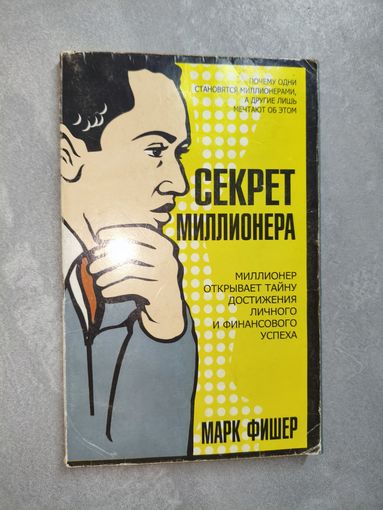 ПОЧЕМУ ОДНИ
СТАНОВЯТСЯ МИЛЛИОНЕРАМИ,
А ДРУГИЕ ЛИШЬ
МЕЧТАЮТ ОБ ЭТОМ
СЕКРЕТ
МИЛЛИОНЕРА
МИЛЛИОНЕР
ОТКРЫВАЕТ ТАЙНУ
ДОСТИЖЕНИЯ
ЛИЧНОГО
И ФИНАНСОВОГО
УСПЕХА
МАРК ФИШЕР